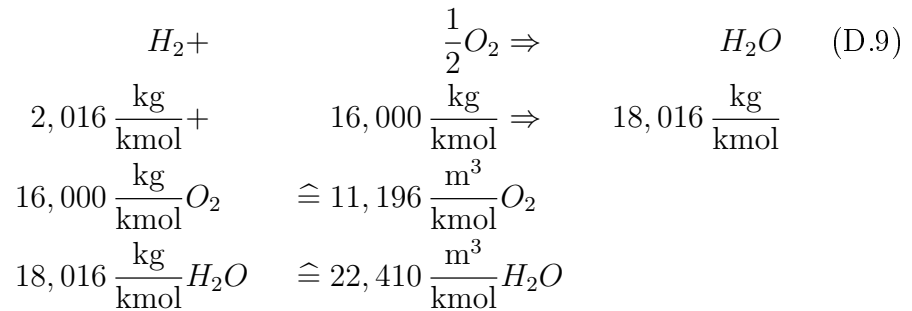 H₂+ ½O₂ ⇒ H₂O (D.9)
2,016 kg/kmol + 16,000 kg/kmol ⇒ 18,016 kg/kmol
16,000 kg/kmol O₂ ≙ 11,196 m³/kmol O₂
18,016 kg/kmol H₂O ≙ 22,410 m³/kmol H₂O